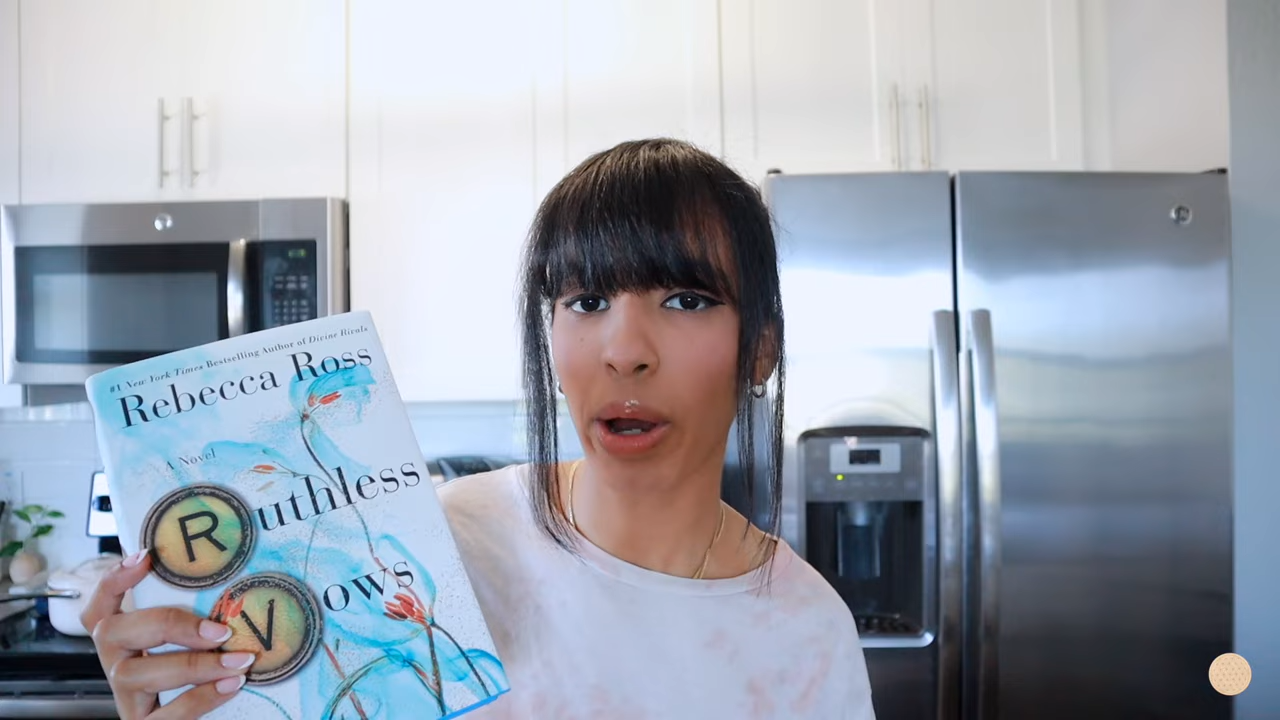 #1 New York Times Bestselling Author of Divine Rivals
Rebecca Ross
A Novel
Ruthless
Vows